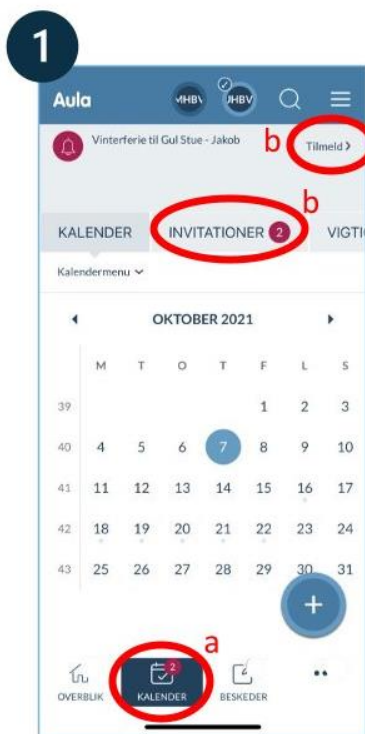 1
Aula MHBV JHBV
Vinterferie til Gul Stue - Jakob b Tilmeld >
b
KALENDER INVITATIONER 2
Kalendermenu
OKTOBER 2021
M T O T F L S
39 1 2 3
40 4 5 6 7 8 9 10
41 11 12 13 14 15 16 17
42 18 19 20 21 22 23 24
43 25 26 27 28 29 30 31
+
a
2
OVERBLIK KALENDER BESKEDER